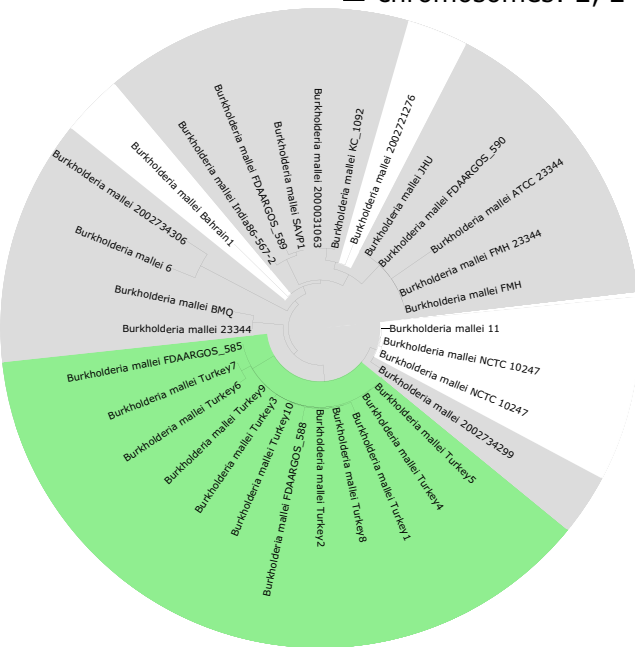 Burkholderia mallei 2002721276
Burkholderia mallei JHU
Burkholderia mallei FDAARGOS_590
Burkholderia mallei ATCC 23344
Burkholderia mallei FMH 23344
Burkholderia mallei FMH
Burkholderia mallei 11
Burkholderia mallei NCTC 10247
Burkholderia mallei NCTC 10247
Burkholderia mallei 2002734299
Burkholderia mallei Turkey5
Burkholderia mallei Turkey4
Burkholderia mallei Turkey1
Burkholderia mallei Turkey8
Burkholderia mallei Turkey2
Burkholderia mallei FDAARGOS_588
Burkholderia mallei Turkey10
Burkholderia mallei Turkey3
Burkholderia mallei Turkey9
Burkholderia mallei Turkey6
Burkholderia mallei Turkey7
Burkholderia mallei FDAARGOS_585
Burkholderia mallei 23344
Burkholderia mallei BMQ
Burkholderia mallei 6
Burkholderia mallei 2002734306
Burkholderia mallei Bahrain1
Burkholderia mallei India86-567-2
Burkholderia mallei FDAARGOS_589
Burkholderia mallei SAVP1
Burkholderia mallei 2000031063
Burkholderia mallei KC_1092